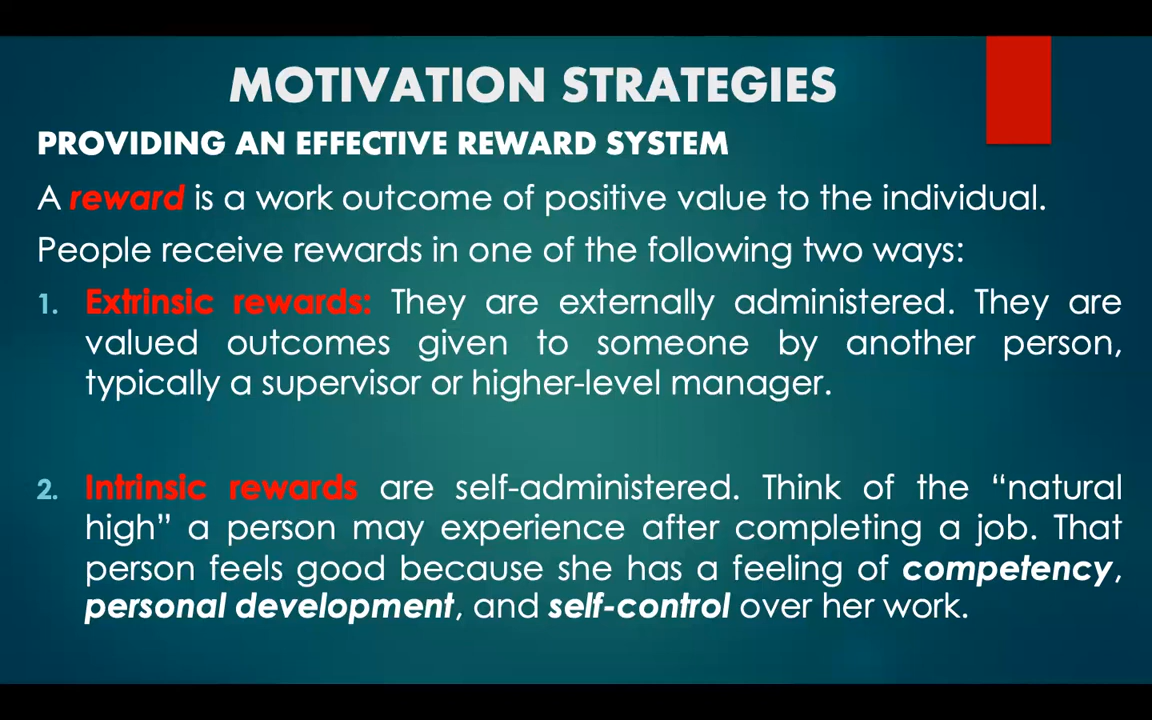 MOTIVATION STRATEGIES
PROVIDING AN EFFECTIVE REWARD SYSTEM
A reward is a work outcome of positive value to the individual.
People receive rewards in one of the following two ways:
1. Extrinsic rewards: They are externally administered. They are
valued outcomes given to someone by another person,
typically a supervisor or higher-level manager.
2. Intrinsic rewards are self-administered. Think of the “natural
high” a person may experience after completing a job. That
person feels good because she has a feeling of competency,
personal development, and self-control over her work.